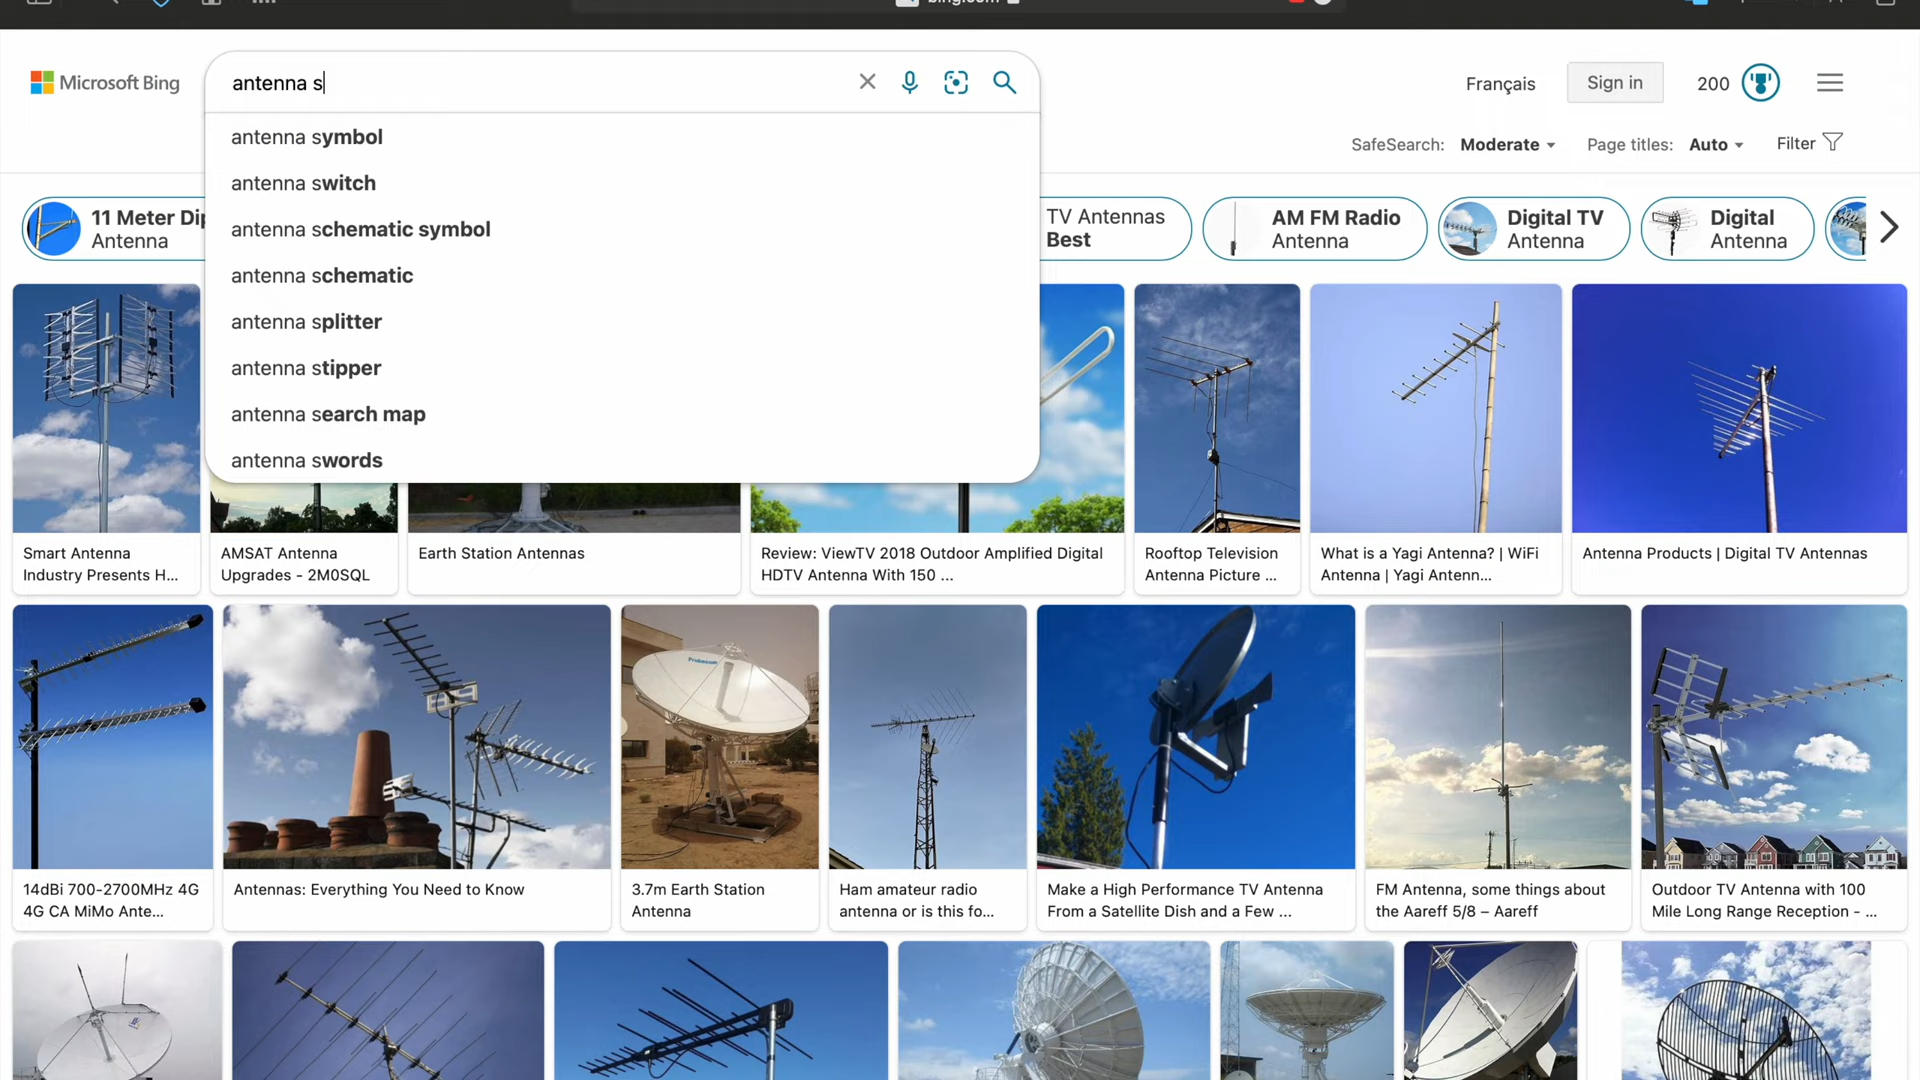 Microsoft Bing
antenna s
Français
Sign in
200
SafeSearch: Moderate
Page titles: Auto
Filter
antenna symbol
antenna switch
antenna schematic symbol
antenna schematic
antenna splitter
antenna stipper
antenna search map
antenna swords
11 Meter Dip
Antenna
TV Antennas
Best
AM FM Radio
Antenna
Digital TV
Antenna
Digital
Antenna
Smart Antenna
Industry Presents H...
AMSAT Antenna
Upgrades - 2M0SQL
Earth Station Antennas
Review: ViewTV 2018 Outdoor Amplified Digital
HDTV Antenna With 150 ...
Rooftop Television
Antenna Picture ...
What is a Yagi Antenna? | WiFi
Antenna | Yagi Antenn...
Antenna Products | Digital TV Antennas
Probecom
14dBi 700-2700MHz 4G
4G CA MiMo Ante...
Antennas: Everything You Need to Know
3.7m Earth Station
Antenna
Ham amateur radio
antenna or is this fo...
Make a High Performance TV Antenna
From a Satellite Dish and a Few ...
FM Antenna, some things about
the Aareff 5/8 – Aareff
Outdoor TV Antenna with 100
Mile Long Range Reception - ...